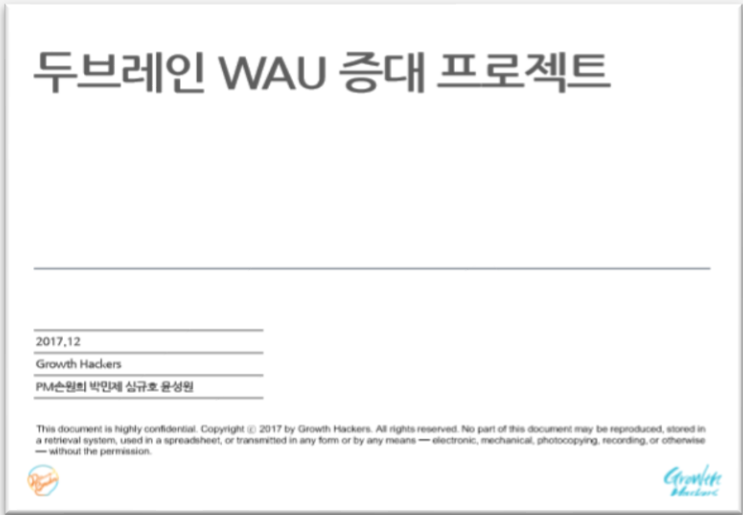 두브레인 WAU 증대 프로젝트
2017.12
Growth Hackers
PM손원희 박민제 심규호 윤성원
This document is highly confidential. Copyright ⓒ 2017 by Growth Hackers. All rights reserved. No part of this document may be reproduced, stored in
a retrieval system, used in a spreadsheet, or transmitted in any form or by any means — electronic, mechanical, photocopying, recording, or otherwise
— without the permission.
Growth
Hackers